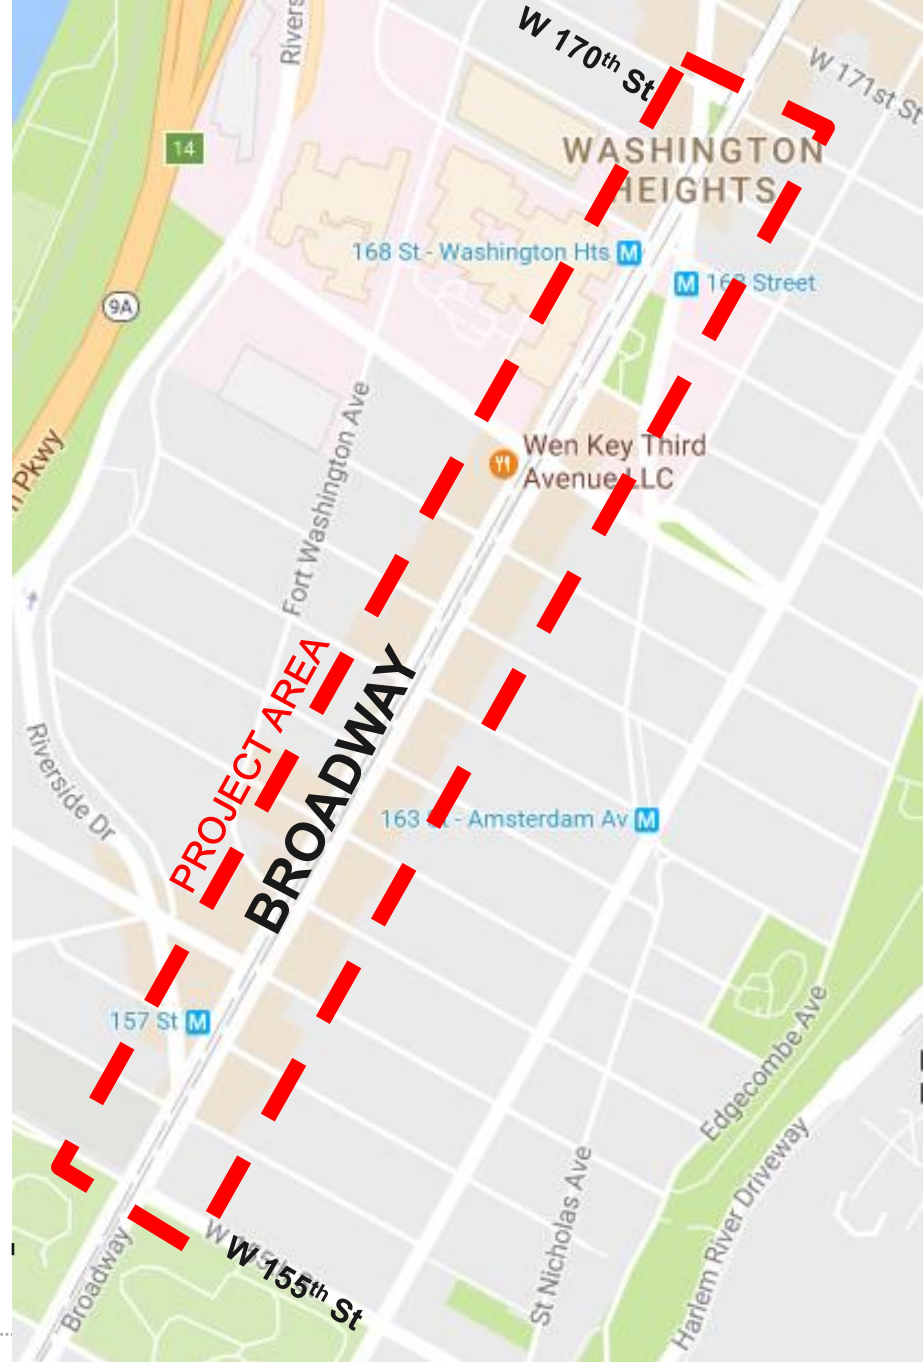 W 170th St
Rivers
W 171st St
14
WASHINGTON
HEIGHTS
168 St - Washington Hts M
M 163 Street
9A
Fort Washington Ave
Wen Key Third
Avenue LLC
Pkwy
PROJECT AREA
BROADWAY
Riverside Dr
163 St - Amsterdam Av M
157 St M
Edgecombe Ave
Harlem River Driveway
St Nicholas Ave
W 155th St
Broadway